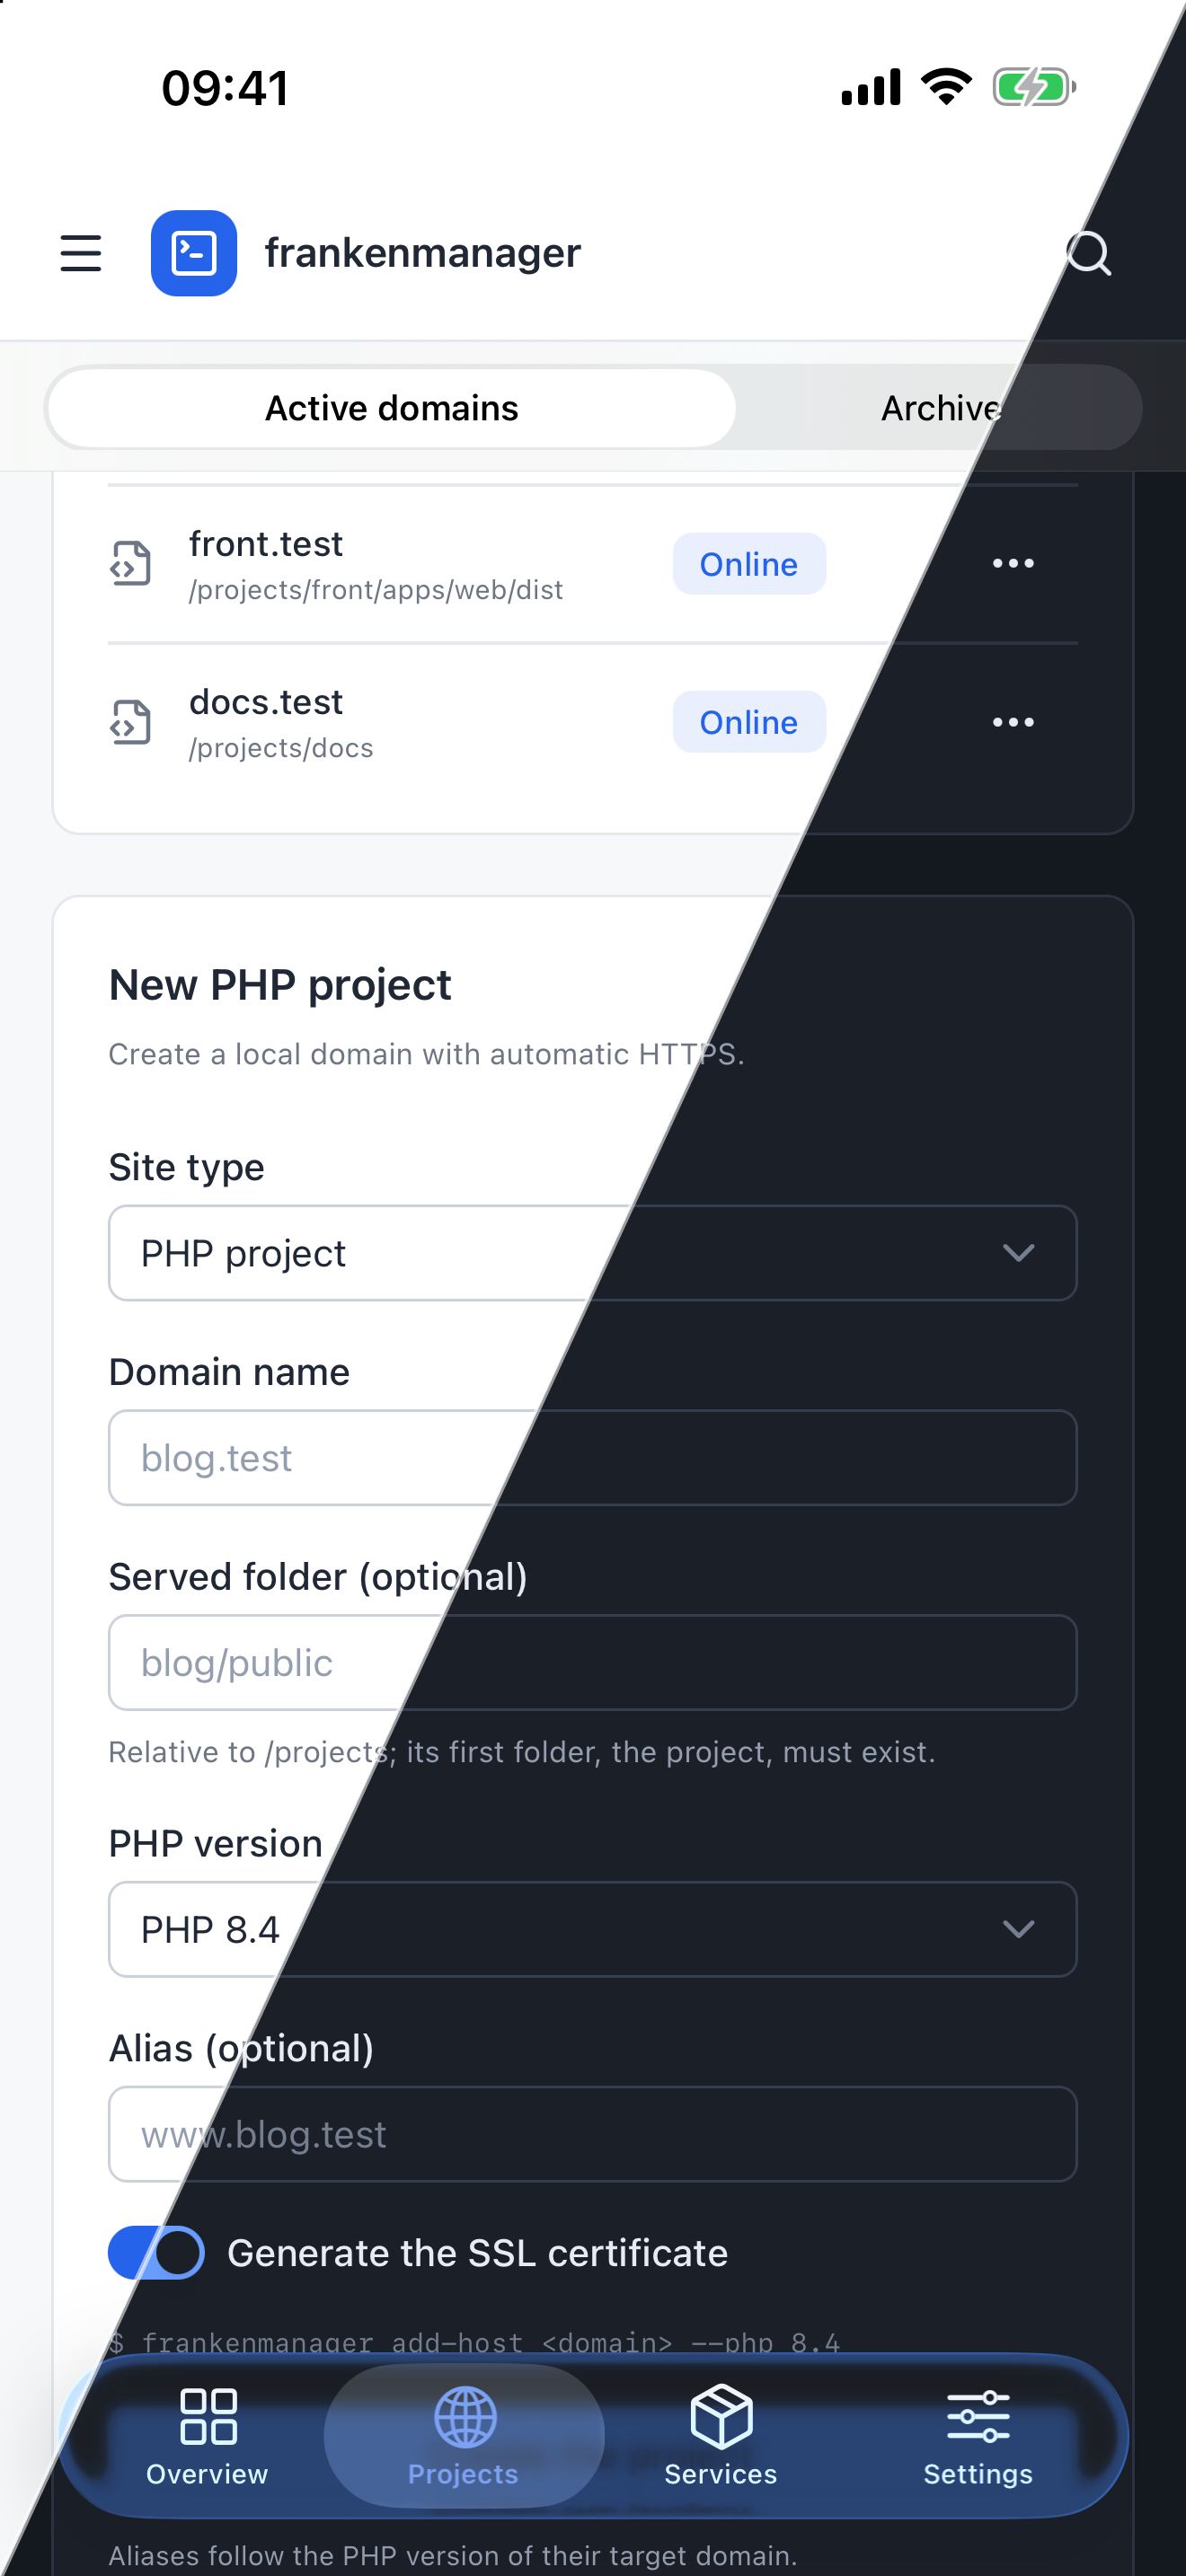 09:41
frankenmanager
Active domains
Archive
front.test
Online
/projects/front/apps/web/dist
docs.test
Online
/projects/docs
New PHP project
Create a local domain with automatic HTTPS.
Site type
PHP project
Domain name
blog.test
Served folder (optional)
blog/public
Relative to /projects; its first folder, the project, must exist.
PHP version
PHP 8.4
Alias (optional)
www.blog.test
Generate the SSL certificate
$ frankenmanager add-host <domain> --php 8.4
Overview
Projects
Services
Settings
Aliases follow the PHP version of their target domain.